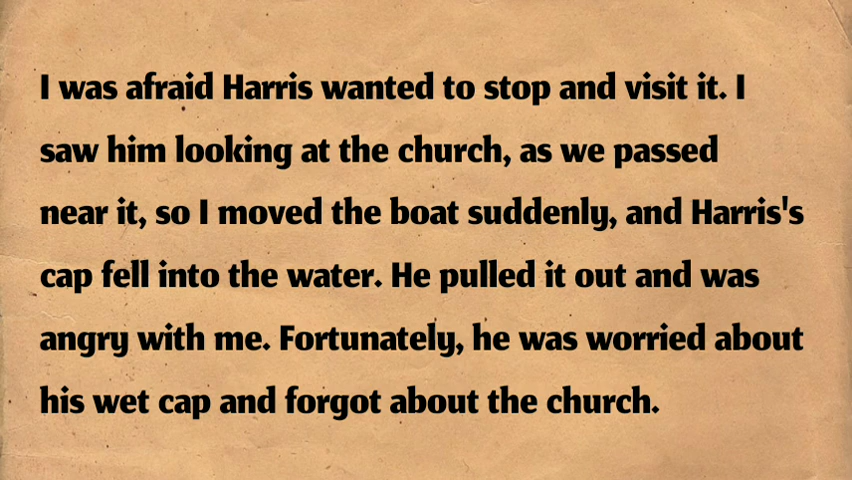 I was afraid Harris wanted to stop and visit it. I
saw him looking at the church, as we passed
near it, so I moved the boat suddenly, and Harris's
cap fell into the water. He pulled it out and was
angry with me. Fortunately, he was worried about
his wet cap and forgot about the church.